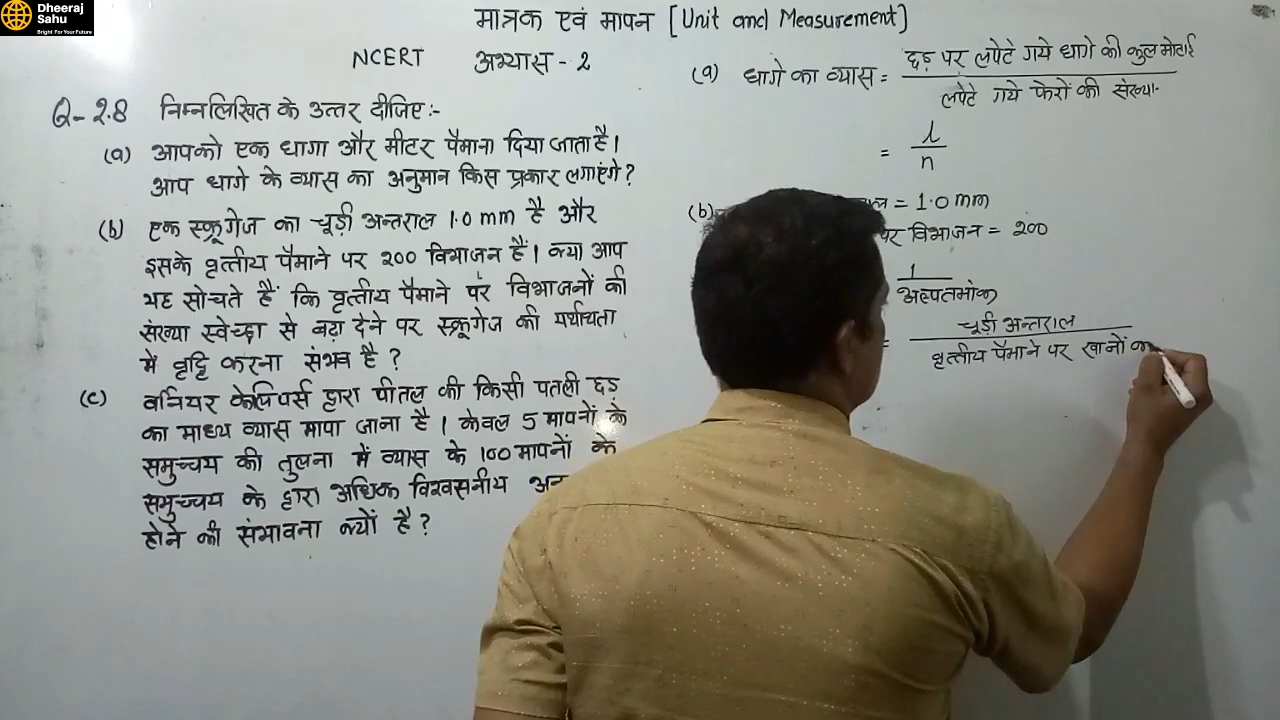 Dheeraj
Sahu
Bright For Your Future
मात्रक एवं मापन [Unit and Measurement]
NCERT अभ्यास - 2
Q- 2.8 निम्नलिखित के उत्तर दीजिए:-
(a) आपको एक धागा और मीटर पैमाना दिया जाता है।
आप धागे के व्यास का अनुमान किस प्रकार लगाएंगे?
(b) एक स्क्रूगेज का चूड़ी अन्तराल 1.0 mm है और
इसके वृत्तीय पैमाने पर 200 विभाजन हैं। क्या आप
यह सोचते हैं कि वृत्तीय पैमाने पर विभाजनों की
संख्या स्वेच्छा से बढ़ा देने पर स्क्रूगेज की यर्थाथता
में वृद्धि करना संभव है?
(c) वर्नियर केलिपर्स द्वारा पीतल की किसी पतली छड़
का माध्य व्यास मापा जाना है। केवल 5 मापनों के
समुच्चय की तुलना में व्यास के 100 मापनों के
समुच्चय के द्वारा अधिक विश्वसनीय
होने की संभावना क्यों है?
(a) धागे का व्यास = छड़ पर लपेटे गये धागे की कुल मोटाई
लपेटे गये फेरों की संख्या
= l
n
(b) = 1.0 mm
पर विभाजन = 200
1
अल्पतमांक
= चूड़ी अन्तराल
वृत्तीय पैमाने पर खानों